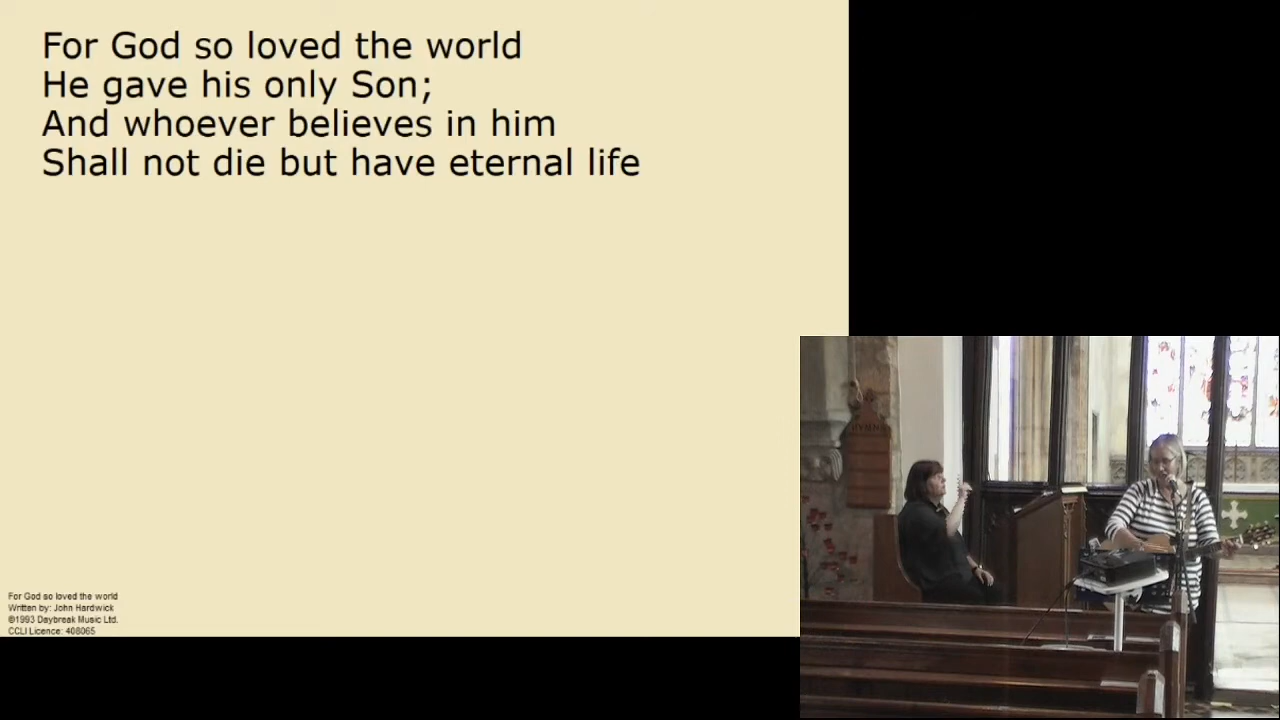 For God so loved the world
He gave his only Son;
And whoever believes in him
Shall not die but have eternal life
For God so loved the world
Written by: John Hardwick
©1993 Daybreak Music Ltd.
CCLI Licence: 408065
HYMNS